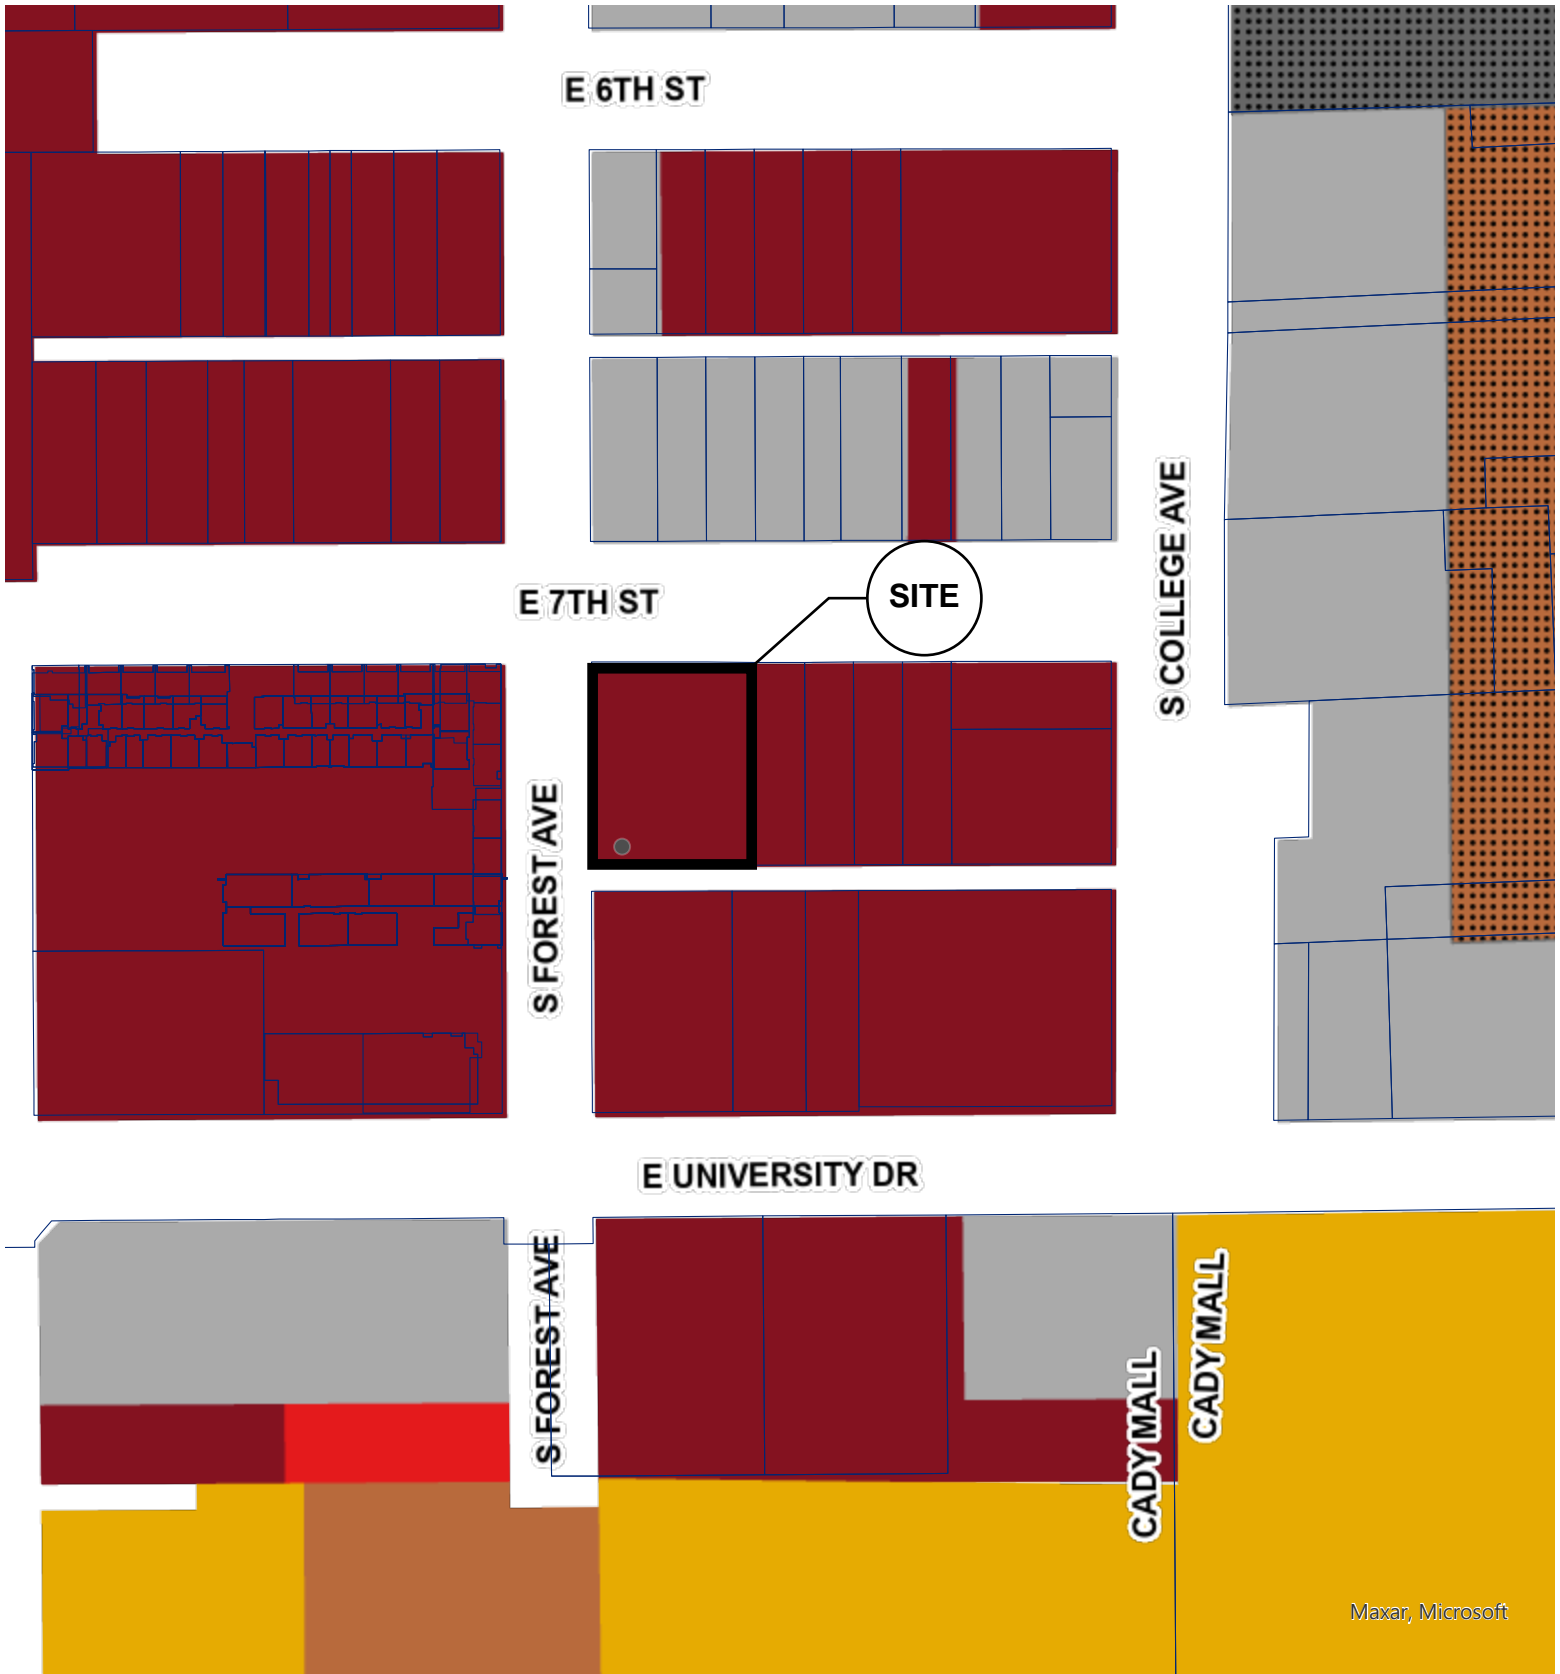 E 6TH ST
S COLLEGE AVE
E 7TH ST
SITE
S FOREST AVE
E UNIVERSITY DR
S FOREST AVE
CADY MALL
CADY MALL
Maxar, Microsoft